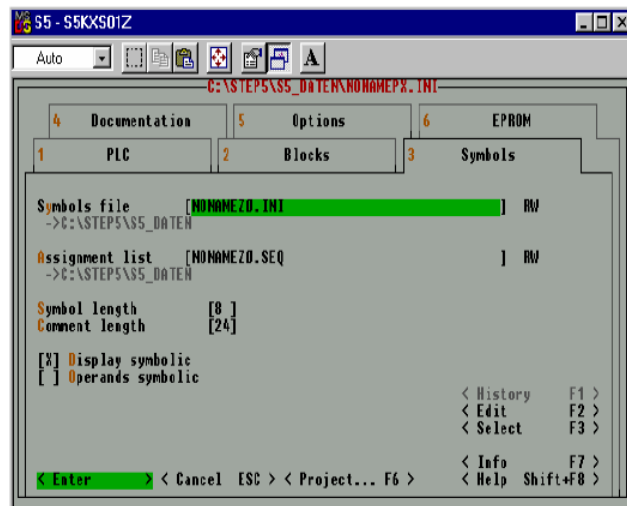 S5 - S5KXS01Z
Auto
A
C:\STEP5\S5_DATEN\NONAMEPX.INI
4 Documentation 5 Options 6 EPROM
1 PLC 2 Blocks 3 Symbols
Symbols file [NONAMEZ0.INI ] RW
->C:\STEP5\S5_DATEN
Assignment list [NONAMEZ0.SEQ ] RW
->C:\STEP5\S5_DATEN
Symbol length [8 ]
Comment length [24]
[X] Display symbolic
[ ] Operands symbolic
< History F1 >
< Edit F2 >
< Select F3 >
< Info F7 >
< Enter > < Cancel ESC > < Project... F6 > < Help Shift+F8 >